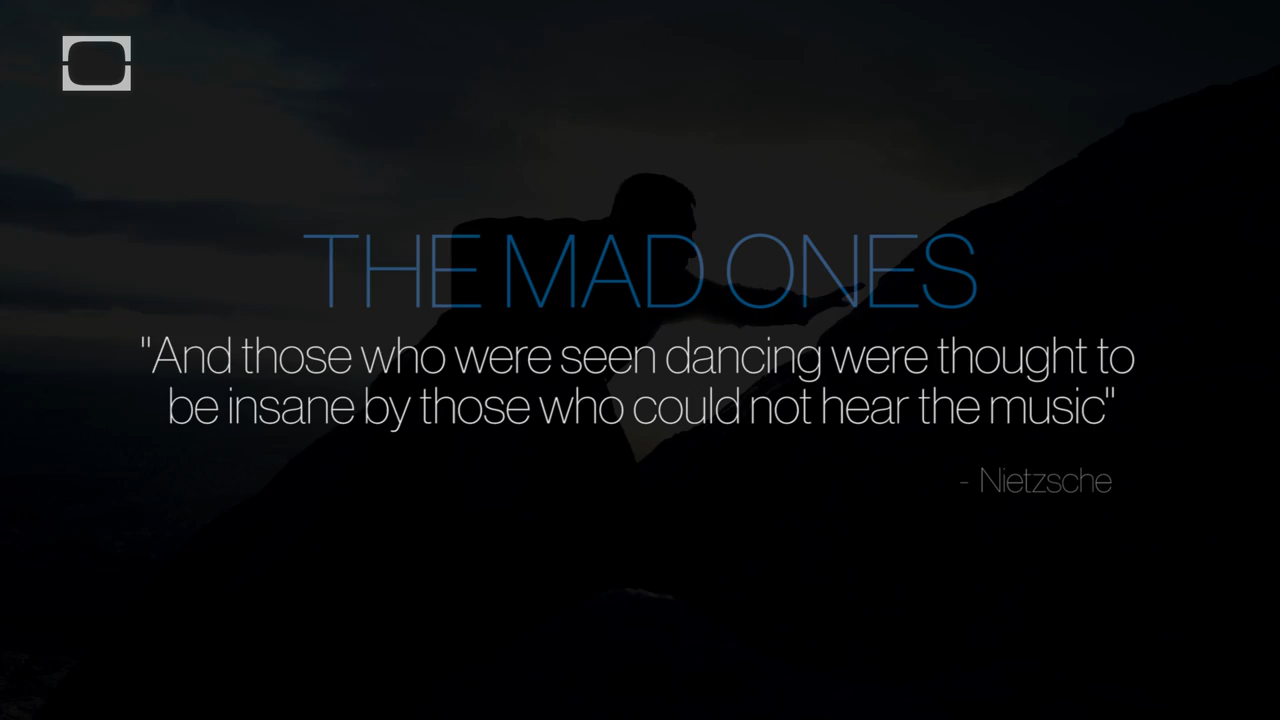 THE MAD ONES
"And those who were seen dancing were thought to
be insane by those who could not hear the music"
- Nietzsche